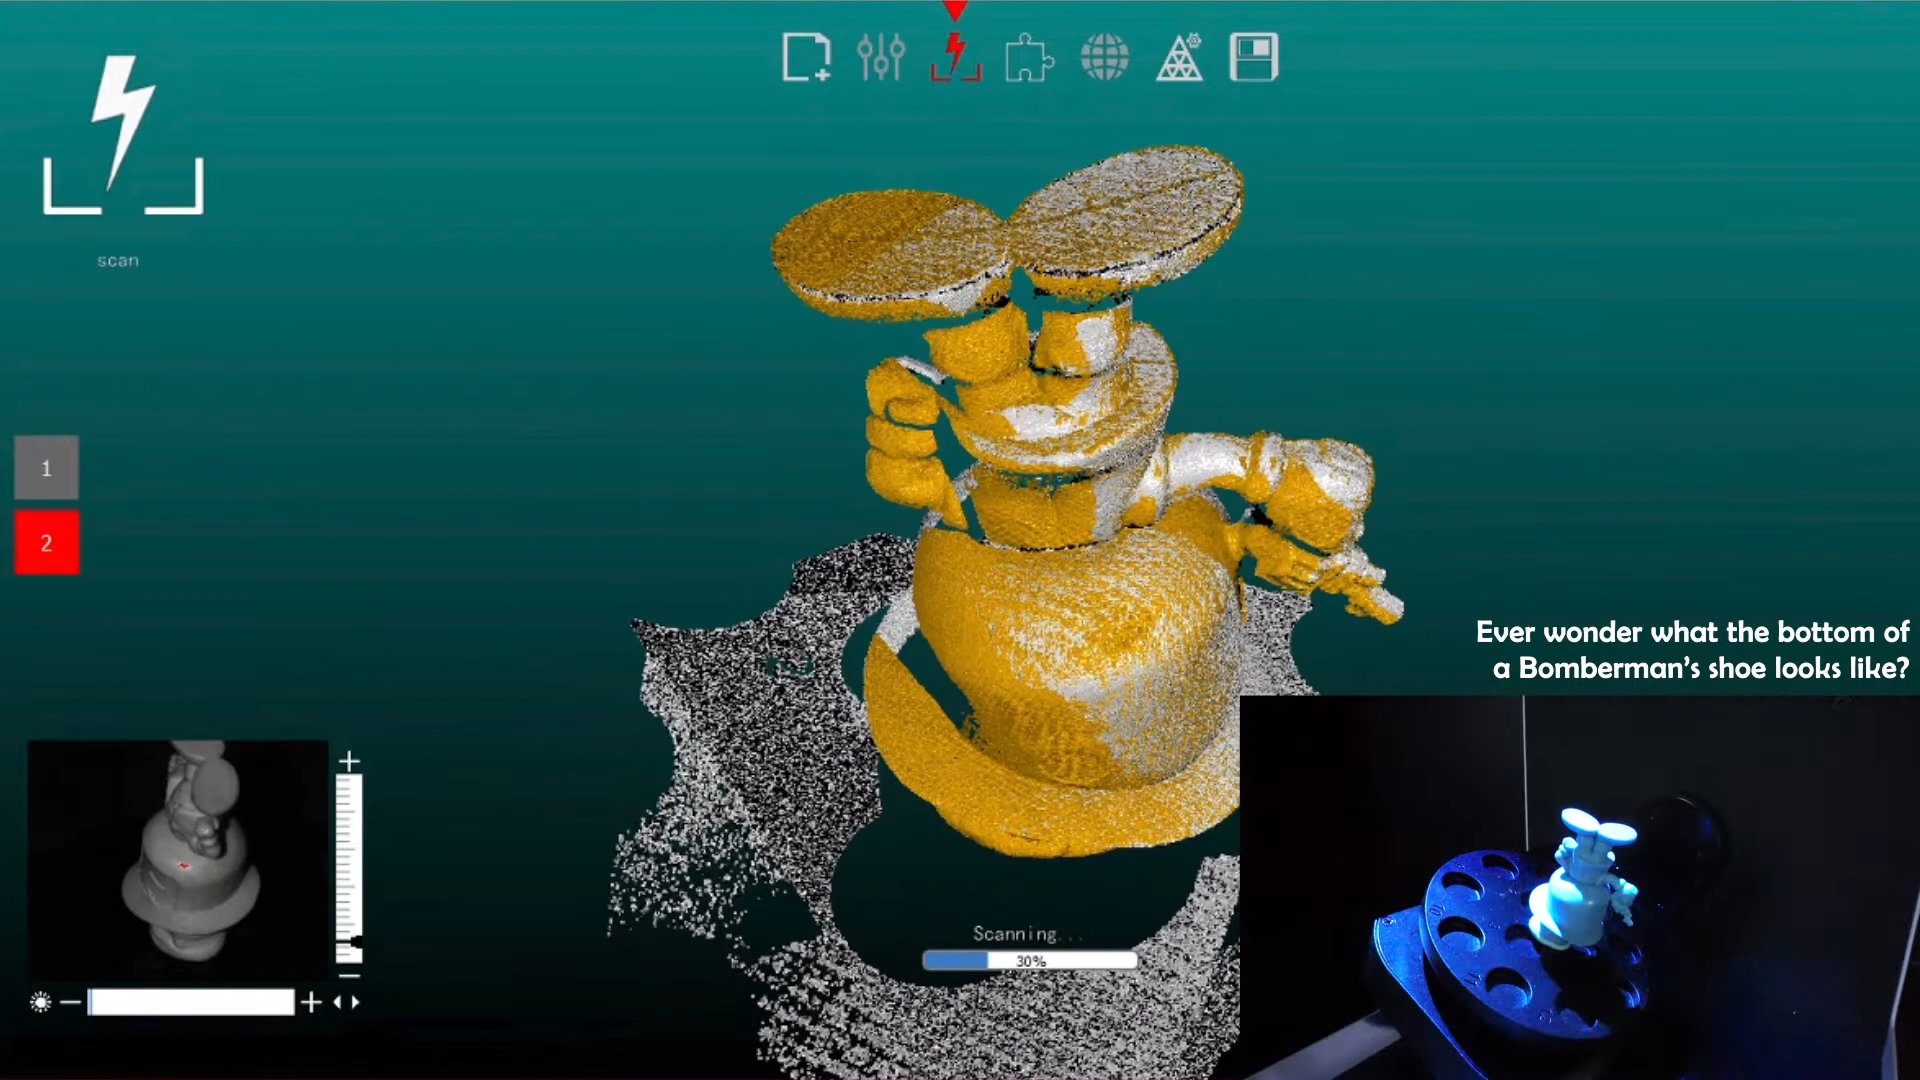 scan
1
2
Scanning...
30%
Ever wonder what the bottom of
a Bomberman's shoe looks like?